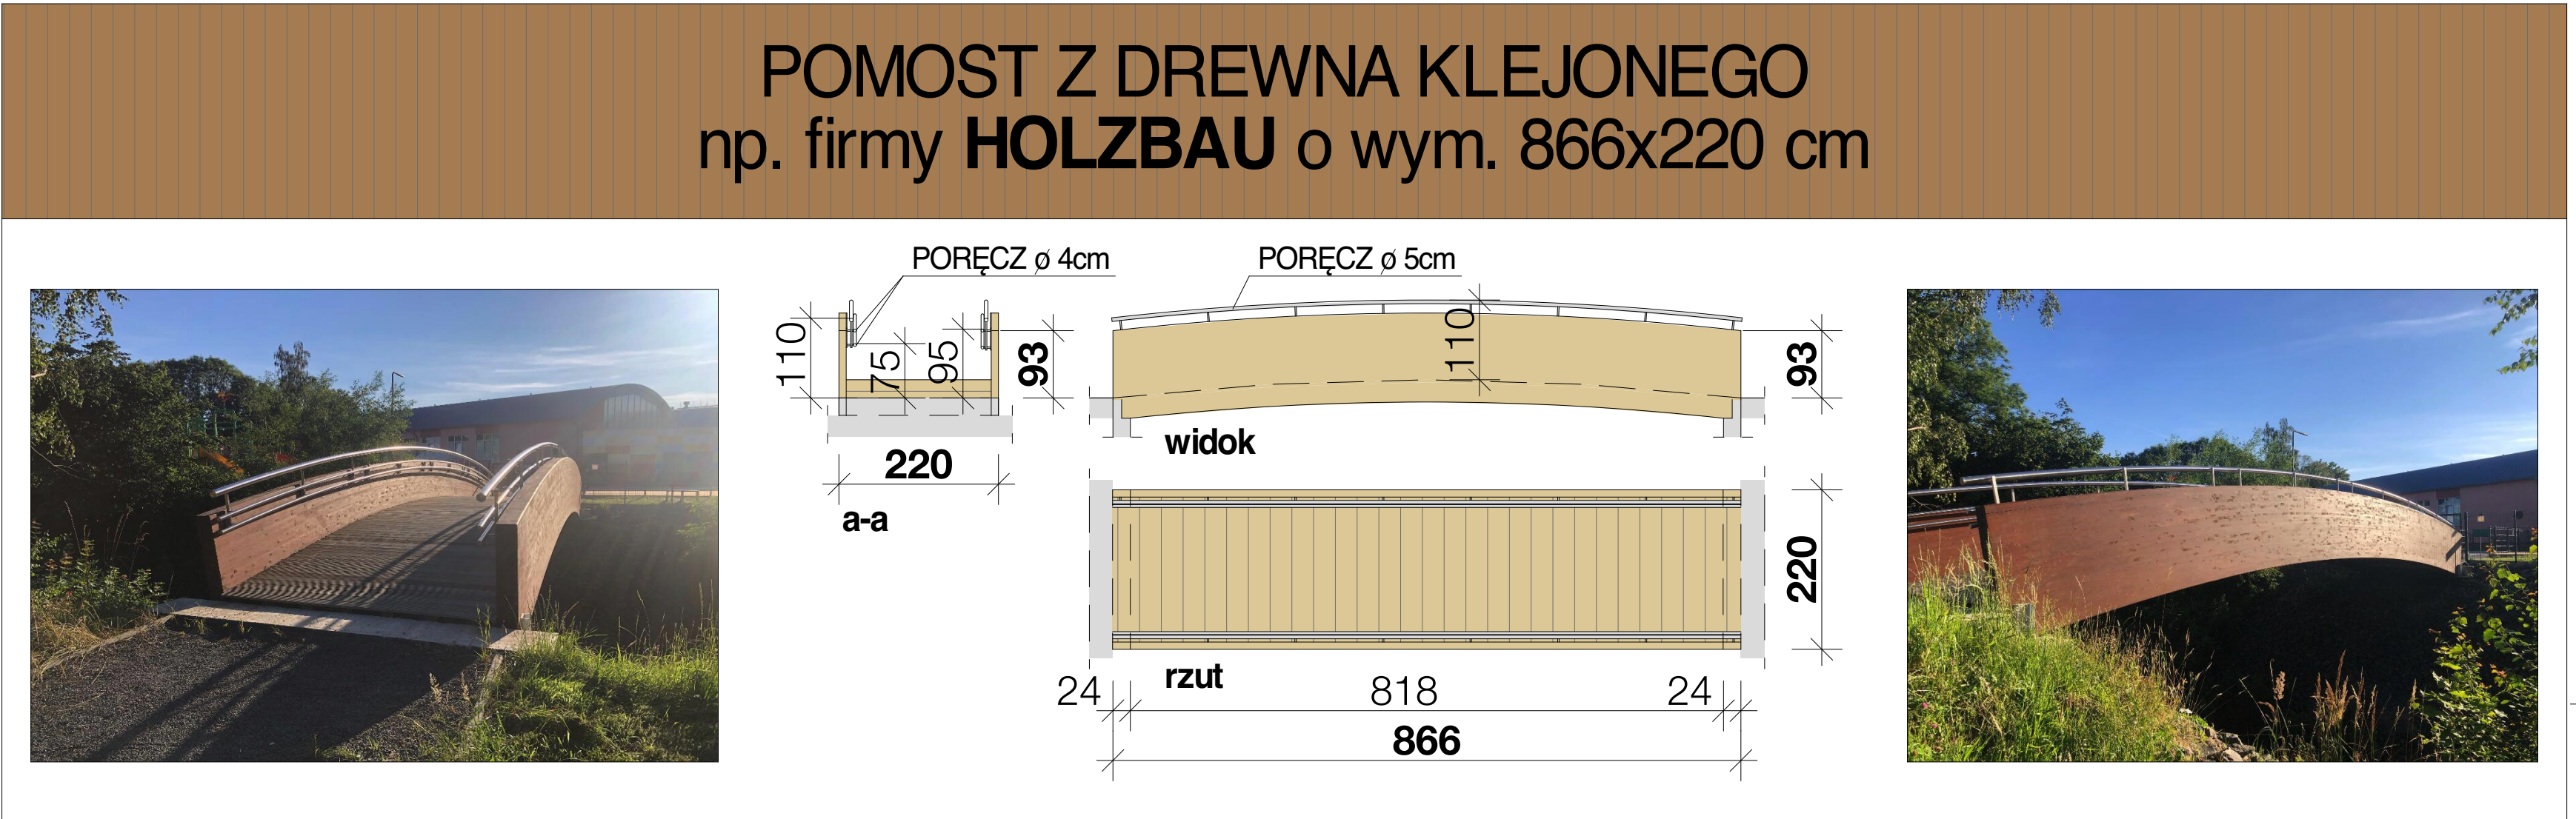 POMOST Z DREWNA KLEJONEGO
np. firmy HOLZBAU o wym. 866x220 cm
PORĘCZ ø 4cm
PORĘCZ ø 5cm
110
75
95
93
110
93
widok
220
a-a
220
rzut
24
818
24
866